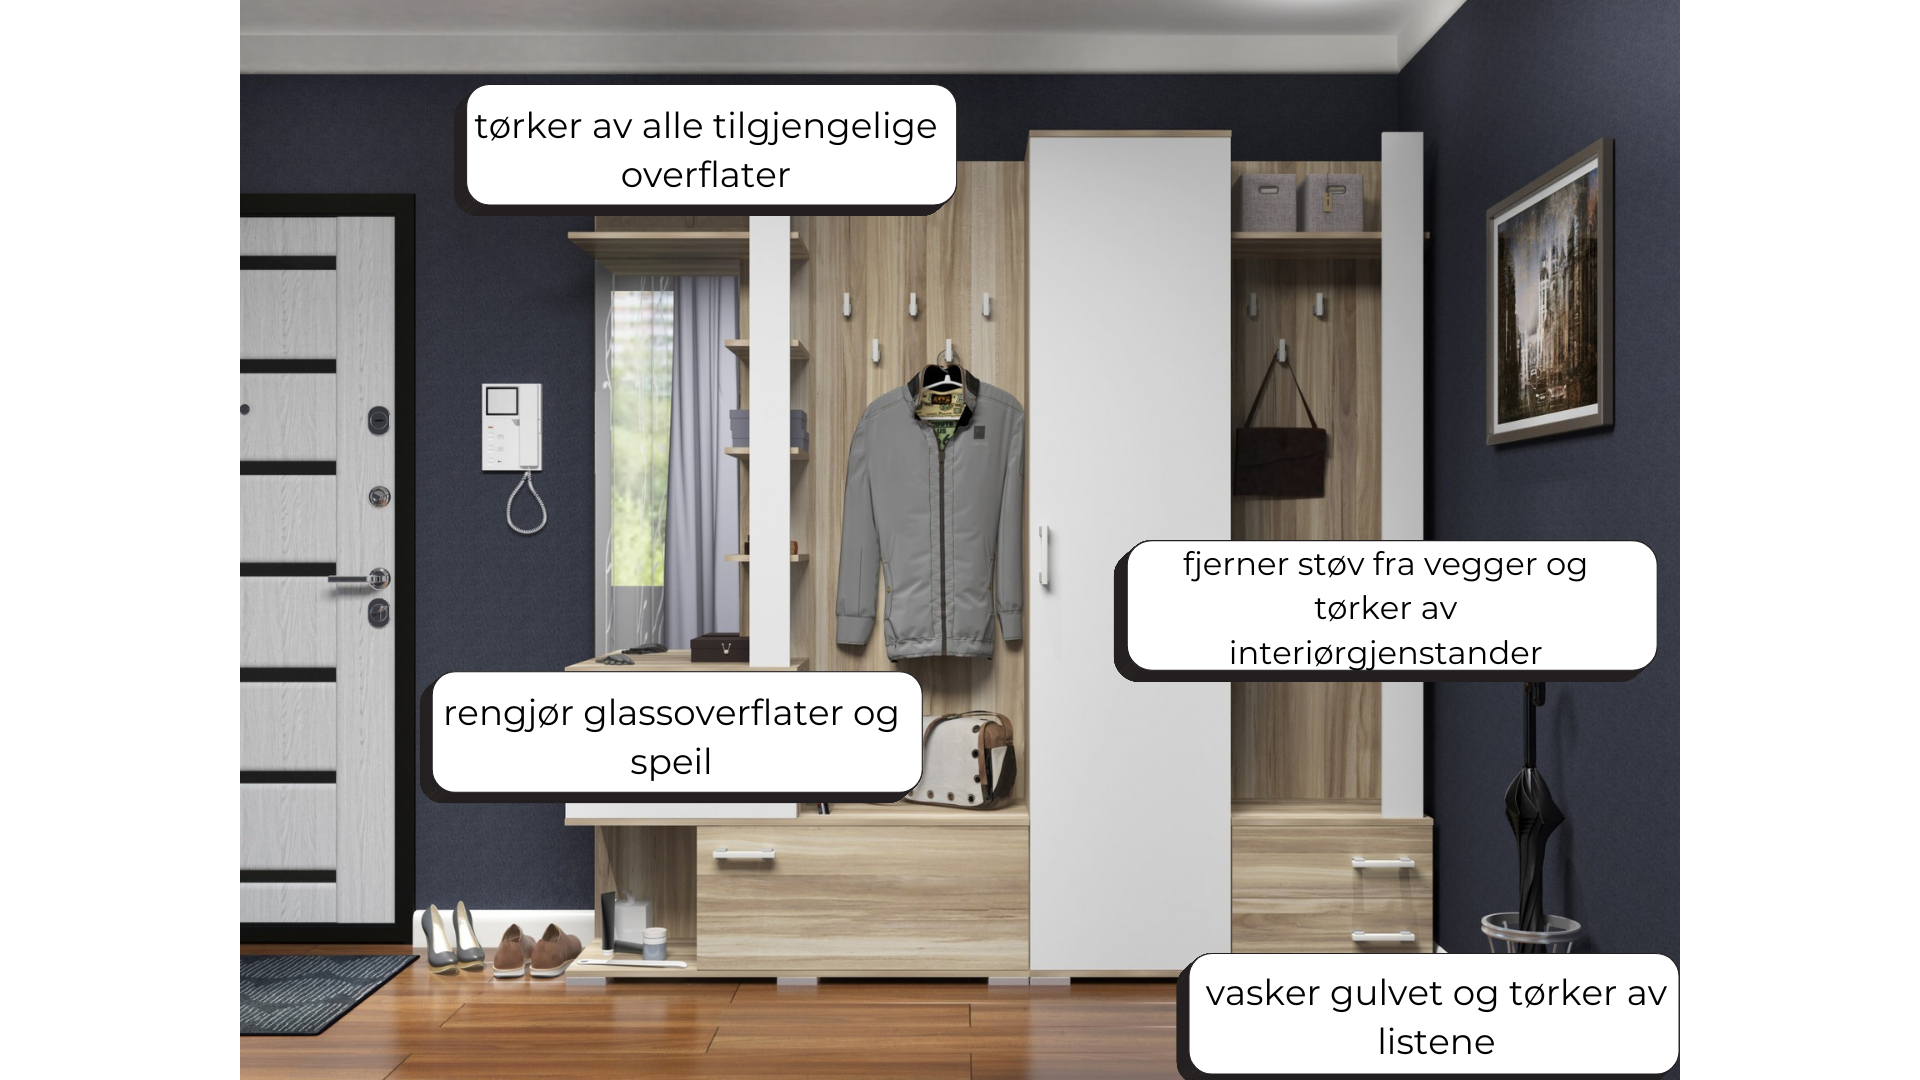 tørker av alle tilgjengelige
overflater
fjerner støv fra vegger og
tørker av
interiørgjenstander
rengjør glassoverflater og
speil
vasker gulvet og tørker av
listene